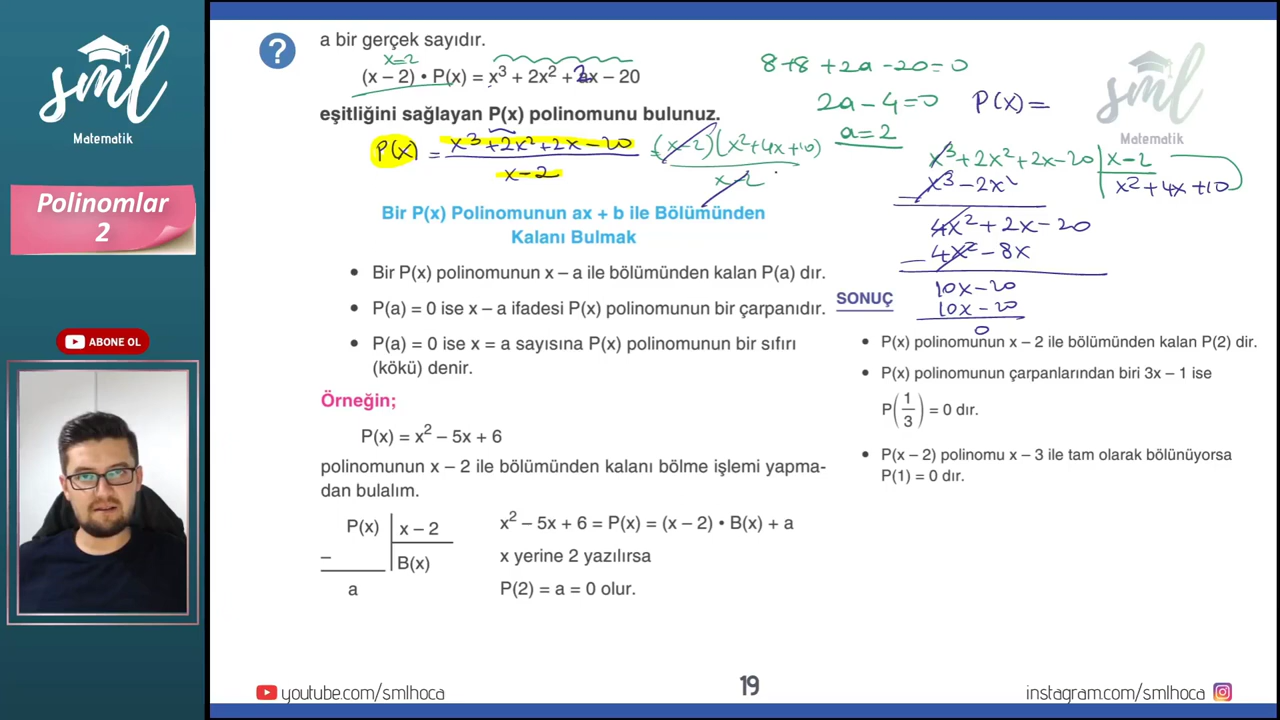 sml
Matematik
Polinomlar
2
ABONE OL
a bir gerçek sayıdır.
x=2
(x – 2) • P(x) = x³ + 2x² + 2x – 20
eşitliğini sağlayan P(x) polinomunu bulunuz.
P(x) = x³ + 2x² + 2x – 20 / x – 2 = (x–2)(x²+4x+10) / x–2
8+8+2a–20=0
2a–4=0
a=2
P(x)=
sml
Matematik
x³+2x²+2x–20 | x–2
x³–2x² | x²+4x+10
4x²+2x–20
– 4x²–8x
10x–20
10x–20
0
Bir P(x) Polinomunun ax + b ile Bölümünden
Kalanı Bulmak
• Bir P(x) polinomunun x – a ile bölümünden kalan P(a) dır.
• P(a) = 0 ise x – a ifadesi P(x) polinomunun bir çarpanıdır.
• P(a) = 0 ise x = a sayısına P(x) polinomunun bir sıfırı
(kökü) denir.
Örneğin;
P(x) = x² – 5x + 6
polinomunun x – 2 ile bölümünden kalanı bölme işlemi yapma-
dan bulalım.
P(x) | x – 2
– B(x)
a
x² – 5x + 6 = P(x) = (x – 2) • B(x) + a
x yerine 2 yazılırsa
P(2) = a = 0 olur.
SONUÇ
• P(x) polinomunun x – 2 ile bölümünden kalan P(2) dir.
• P(x) polinomunun çarpanlarından biri 3x – 1 ise
P(1/3) = 0 dır.
• P(x – 2) polinomu x – 3 ile tam olarak bölünüyorsa
P(1) = 0 dır.
youtube.com/smlhoca
19
instagram.com/smlhoca